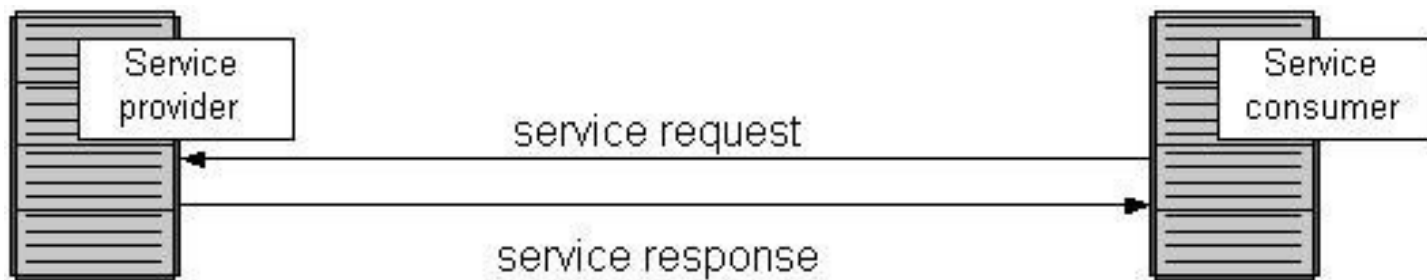 Service
provider
Service
consumer
service request
service response